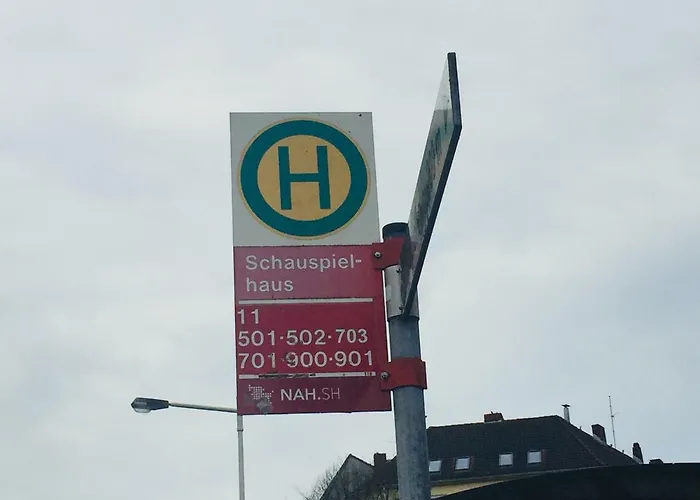 H
Schauspiel-
haus
11
501·502·703
701·900·901
NAH.SH